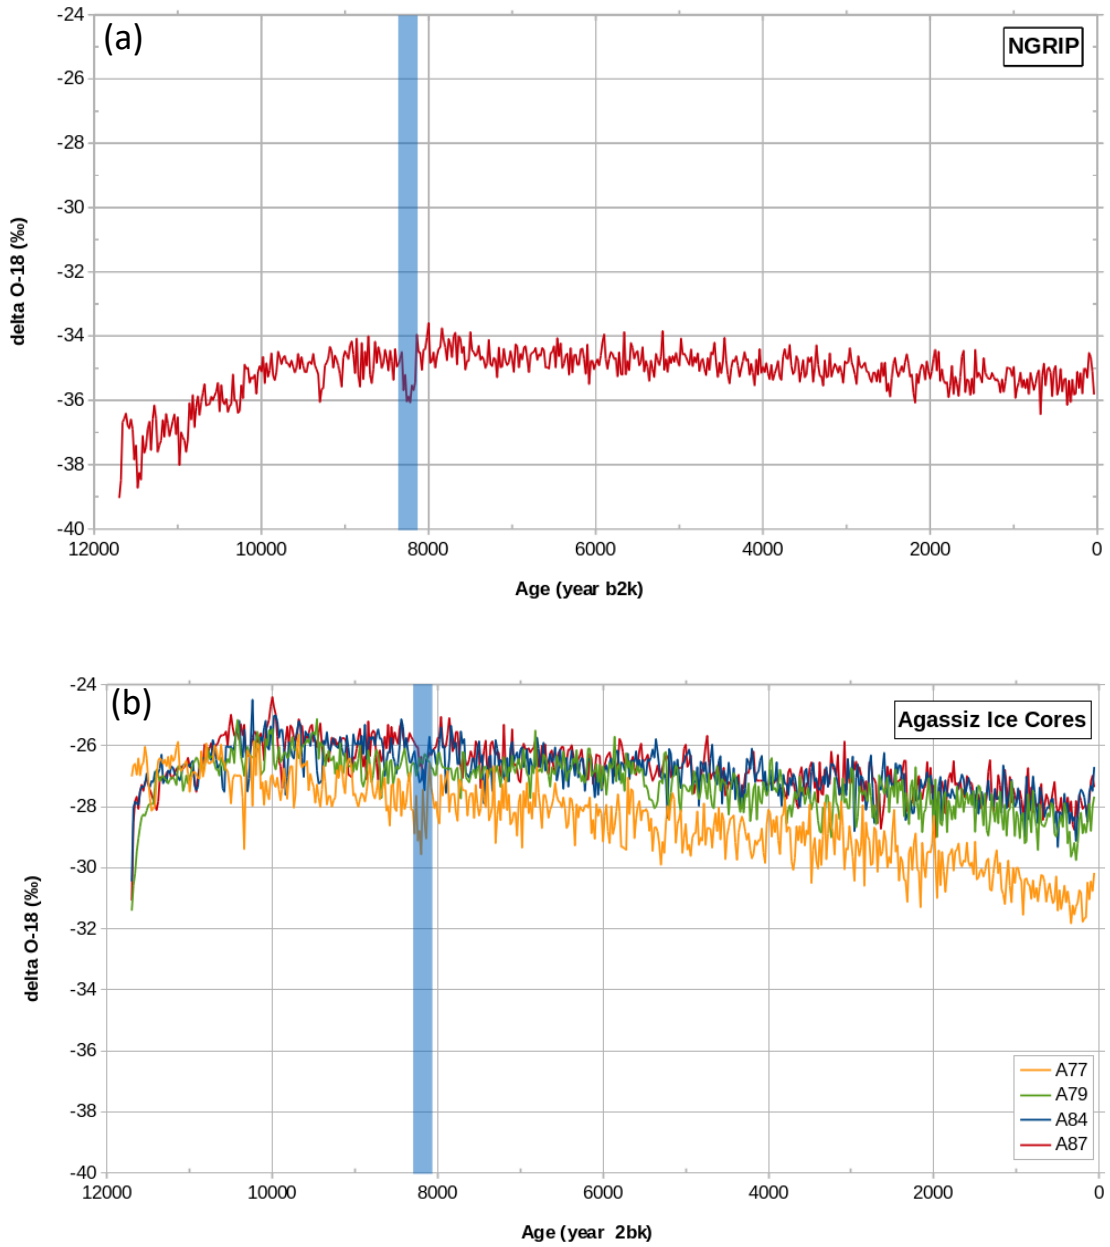 (a)
NGRIP
-24
-26
-28
-30
-32
-34
-36
-38
-40
delta O-18 (‰)
12000 10000 8000 6000 4000 2000 0
Age (year b2k)
(b)
Agassiz Ice Cores
-24
-26
-28
-30
-32
-34
-36
-38
-40
delta O-18 (‰)
A77
A79
A84
A87
12000 10000 8000 6000 4000 2000 0
Age (year 2bk)